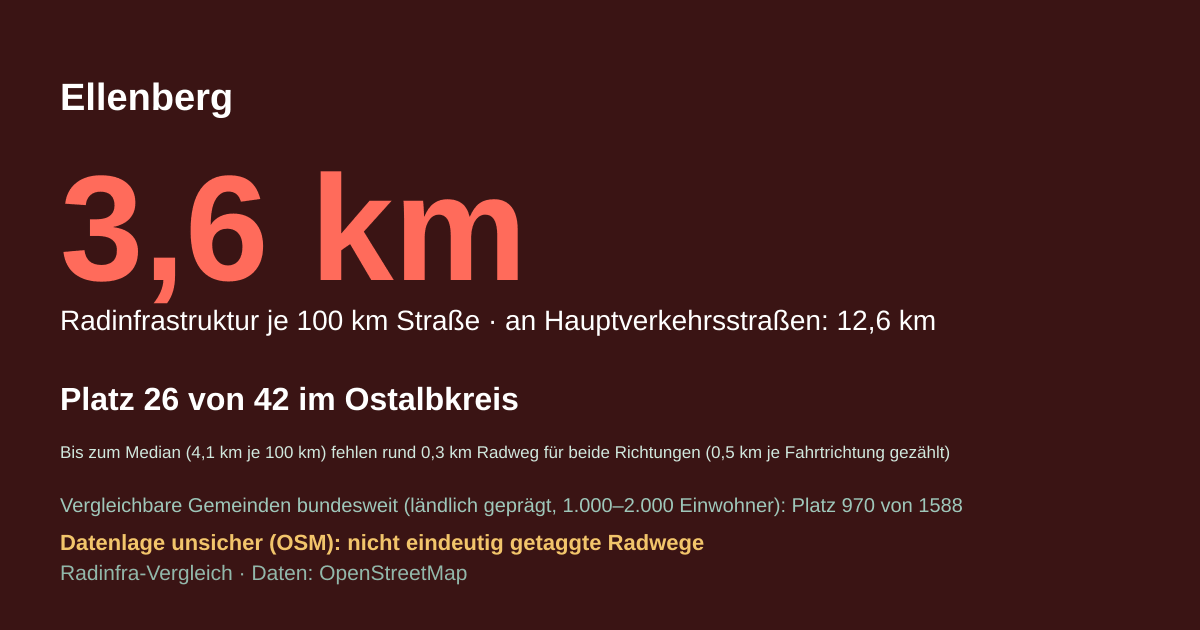 Ellenberg
3,6 km
Radinfrastruktur je 100 km Straße · an Hauptverkehrsstraßen: 12,6 km
Platz 26 von 42 im Ostalbkreis
Bis zum Median (4,1 km je 100 km) fehlen rund 0,3 km Radweg für beide Richtungen (0,5 km je Fahrtrichtung gezählt)
Vergleichbare Gemeinden bundesweit (ländlich geprägt, 1.000–2.000 Einwohner): Platz 970 von 1588
Datenlage unsicher (OSM): nicht eindeutig getaggte Radwege
Radinfra-Vergleich · Daten: OpenStreetMap